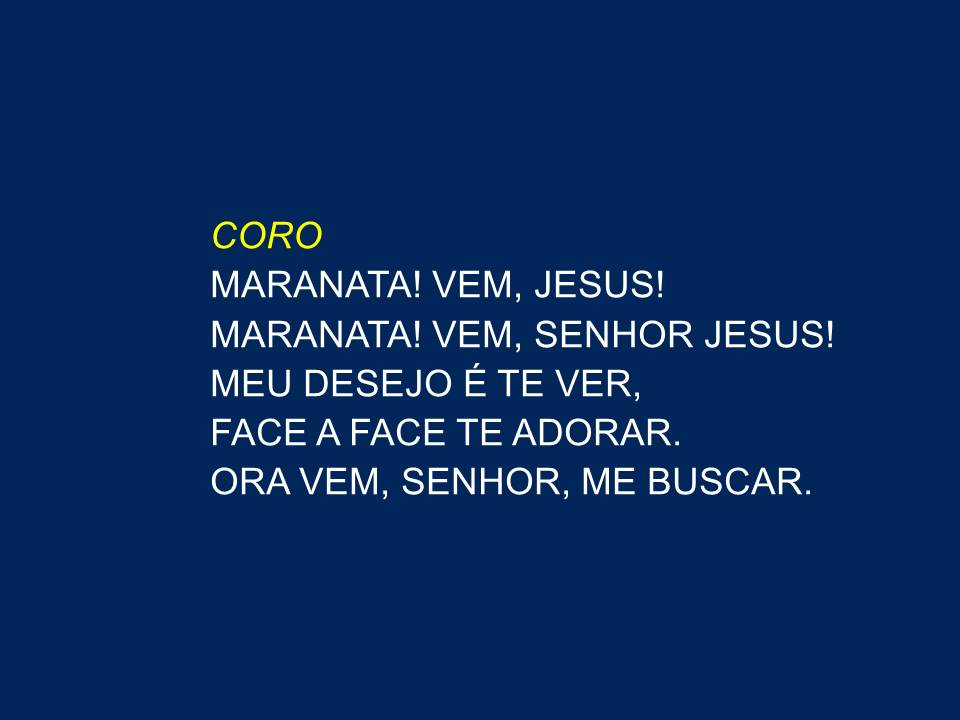 CORO
MARANATA! VEM, JESUS!
MARANATA! VEM, SENHOR JESUS!
MEU DESEJO É TE VER,
FACE A FACE TE ADORAR.
ORA VEM, SENHOR, ME BUSCAR.